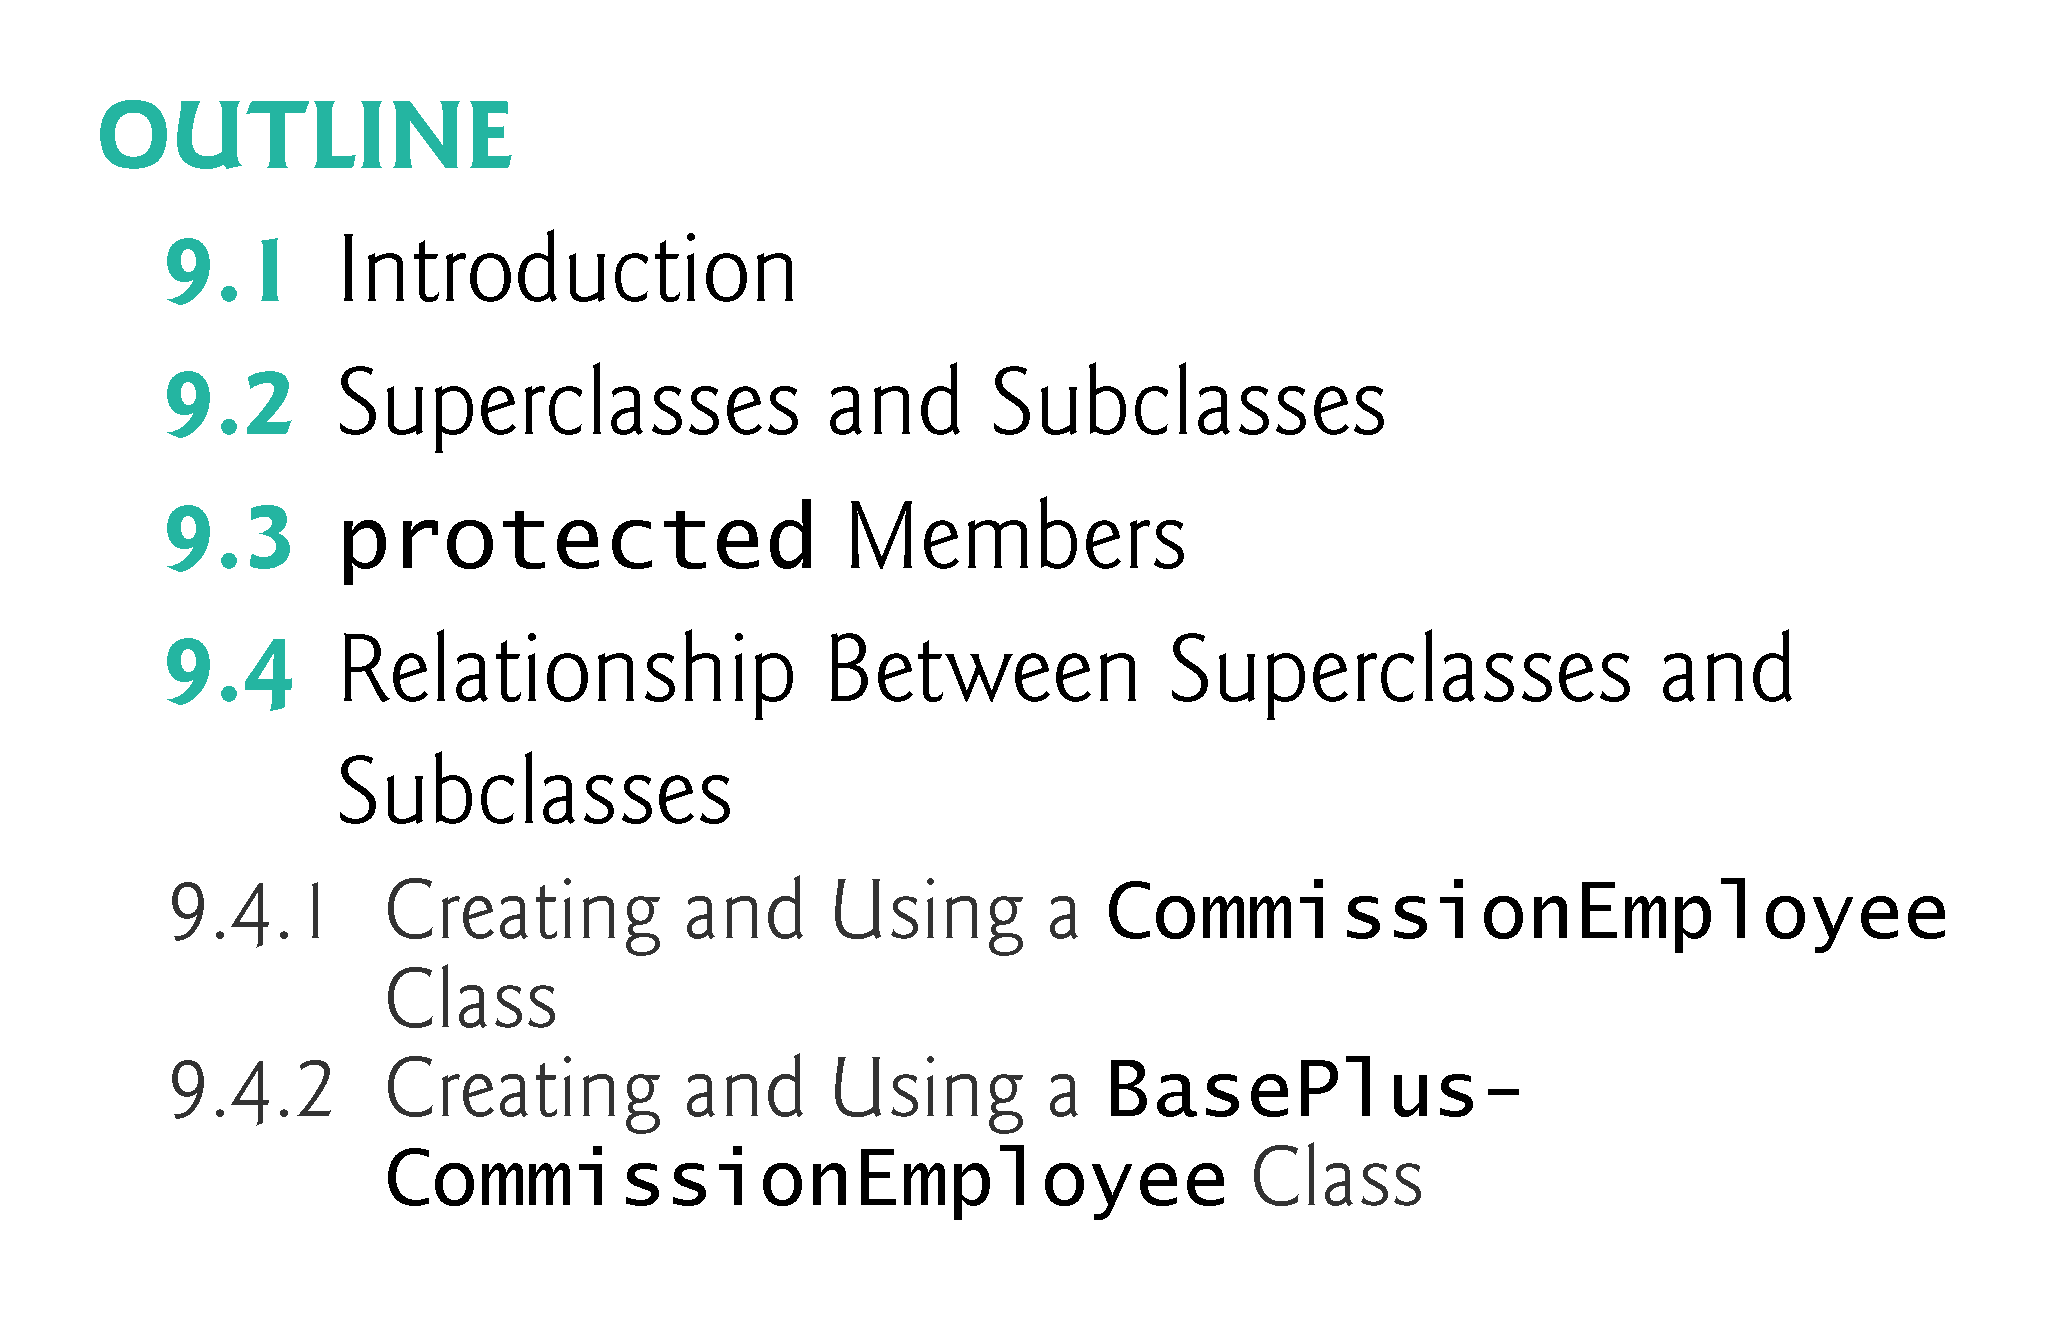 OUTLINE
9.1 Introduction
9.2 Superclasses and Subclasses
9.3 protected Members
9.4 Relationship Between Superclasses and
Subclasses
9.4.1 Creating and Using a CommissionEmployee
Class
9.4.2 Creating and Using a BasePlus-
CommissionEmployee Class